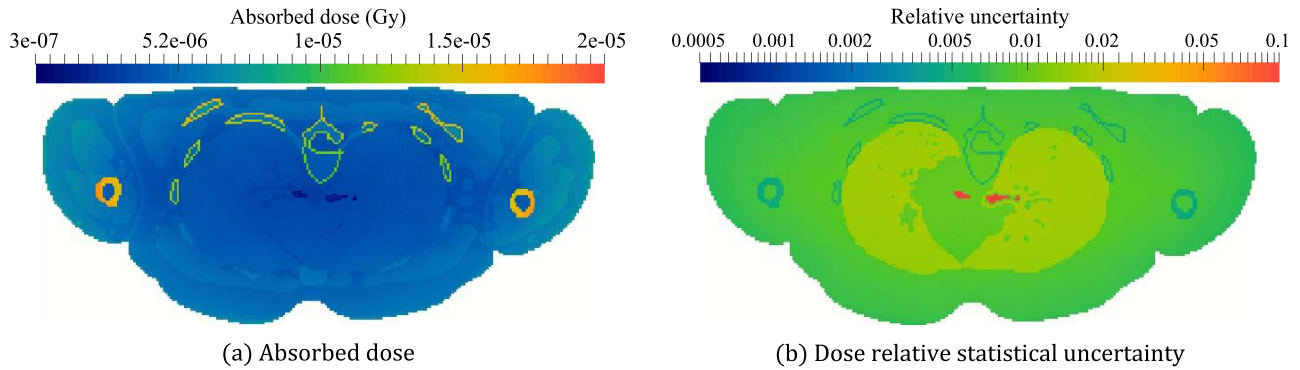 Absorbed dose (Gy)
3e-07 5.2e-06 1e-05 1.5e-05 2e-05
Relative uncertainty
0.0005 0.001 0.002 0.005 0.01 0.02 0.05 0.1
(a) Absorbed dose
(b) Dose relative statistical uncertainty